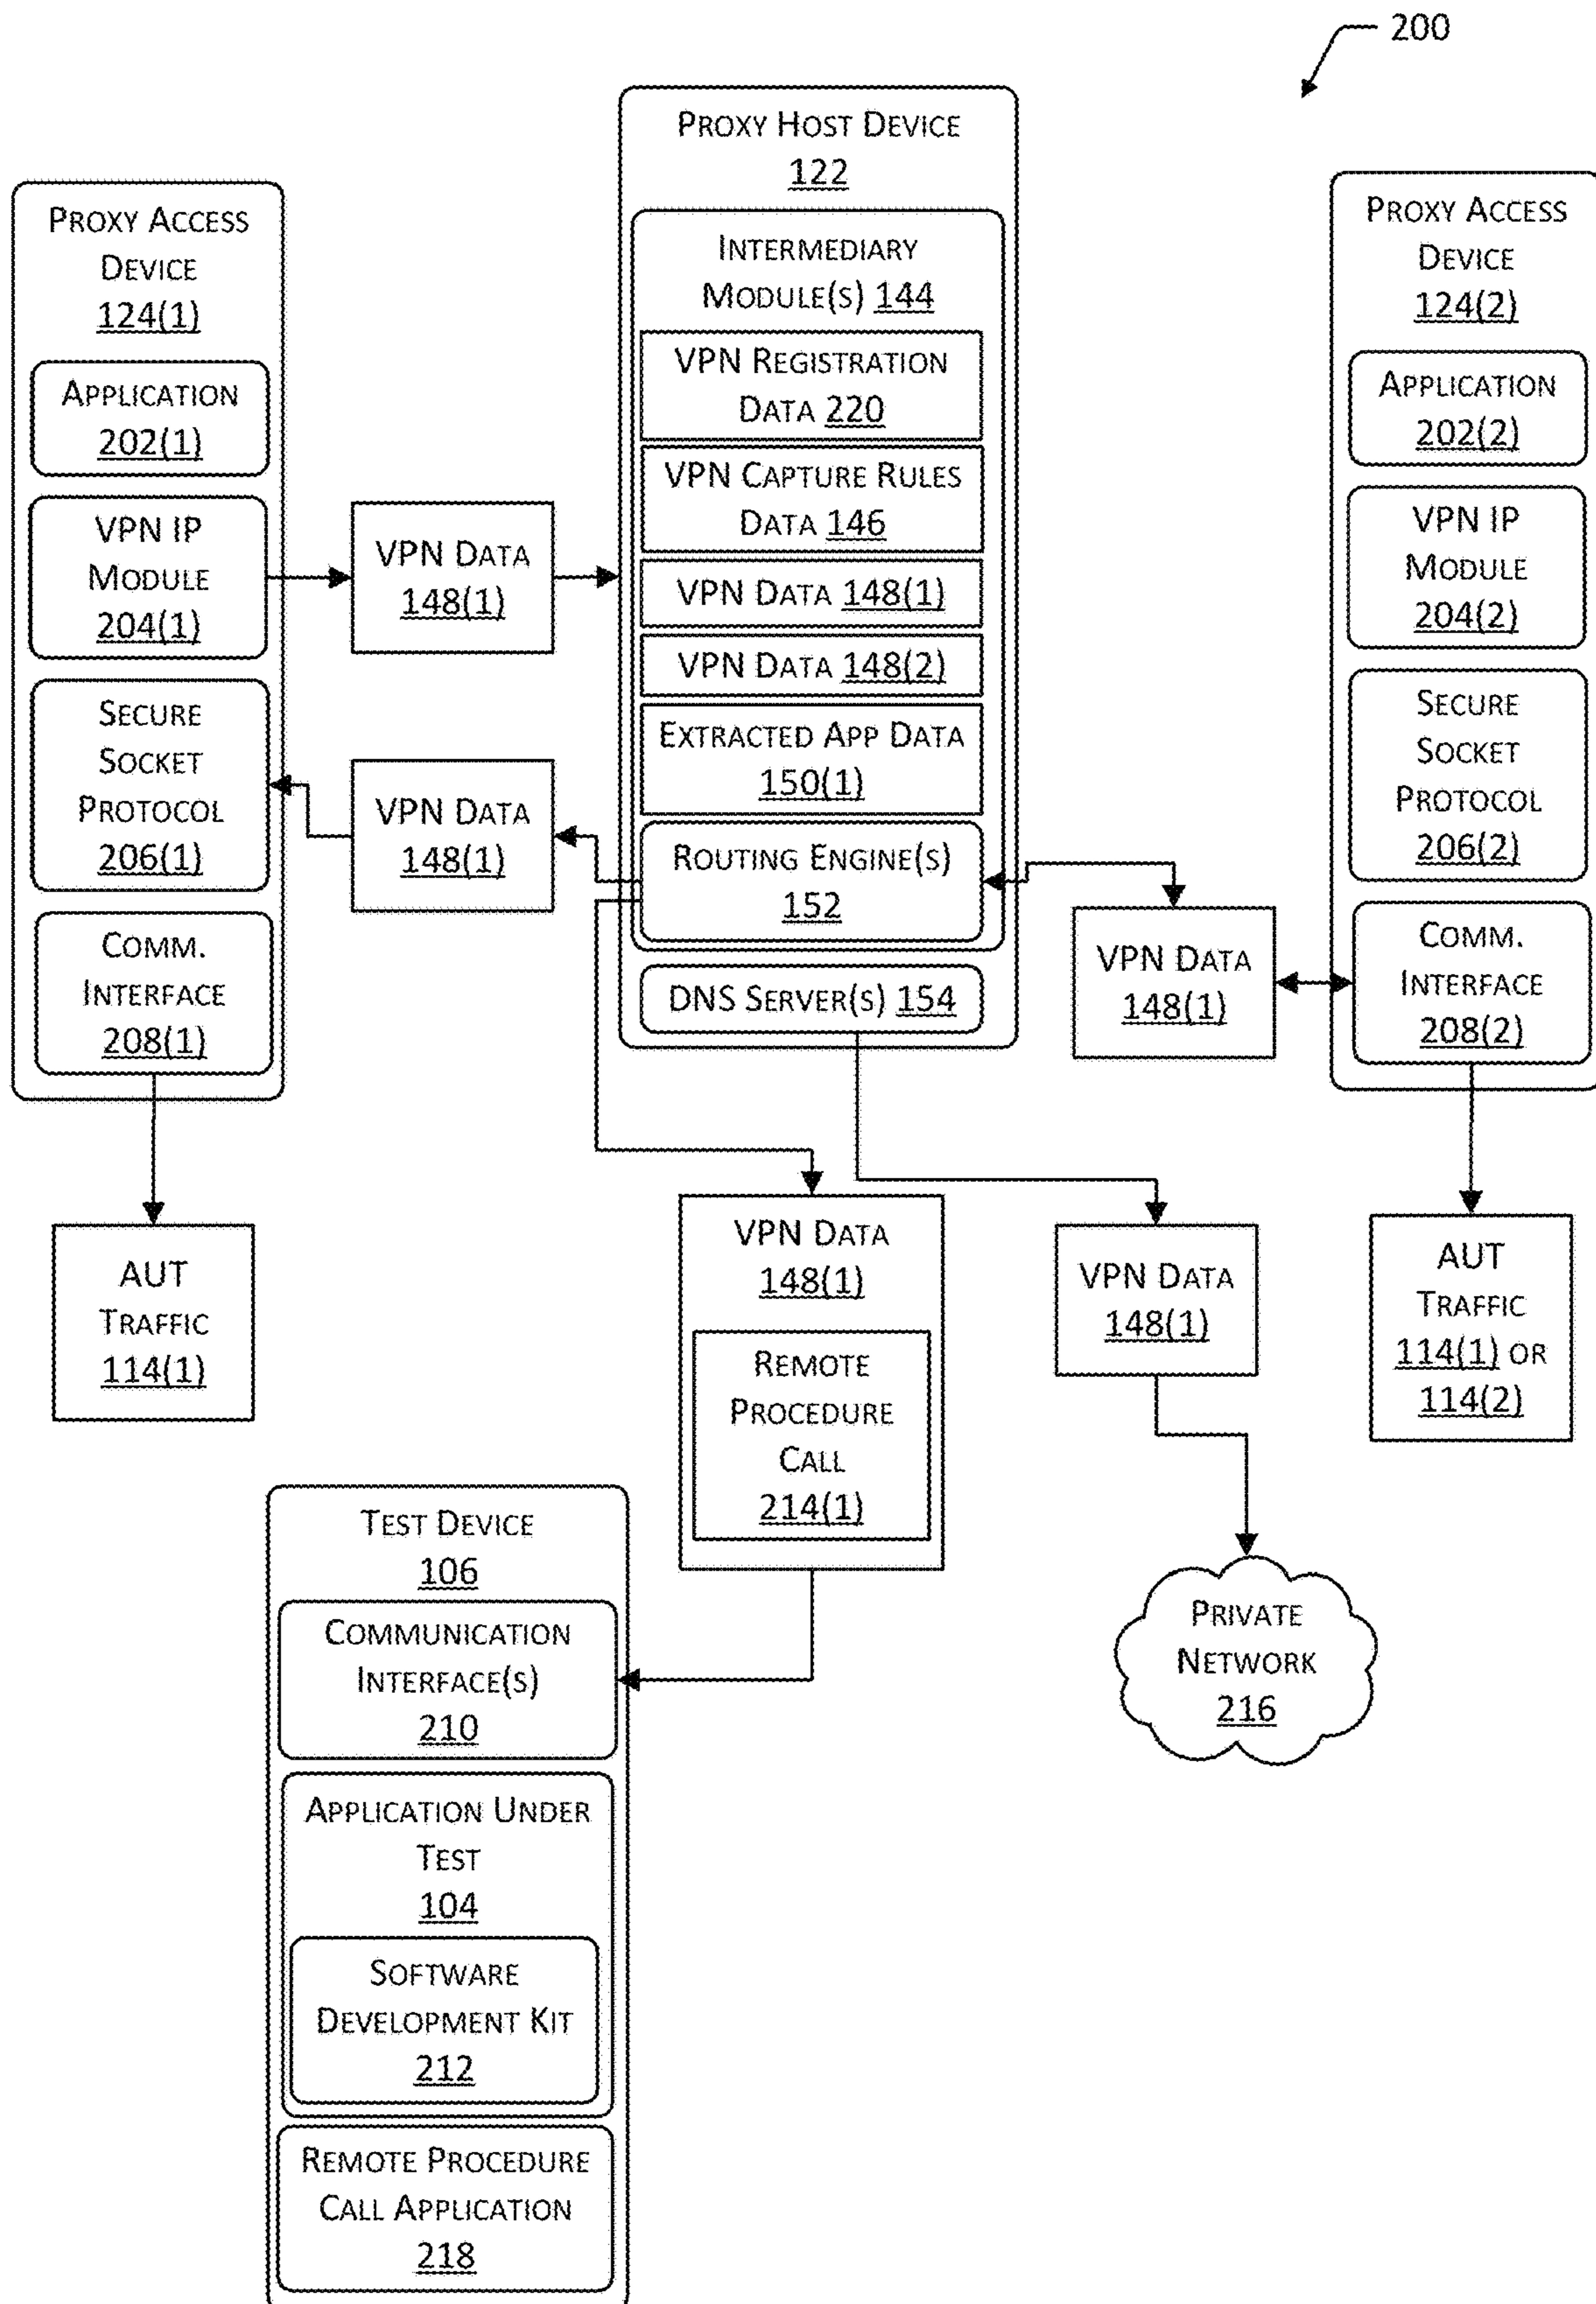 200
PROXY ACCESS
DEVICE
124(1)
APPLICATION
202(1)
VPN IP
MODULE
204(1)
SECURE
SOCKET
PROTOCOL
206(1)
COMM.
INTERFACE
208(1)
VPN DATA
148(1)
VPN DATA
148(1)
AUT
TRAFFIC
114(1)
PROXY HOST DEVICE
122
INTERMEDIARY
MODULE(S) 144
VPN REGISTRATION
DATA 220
VPN CAPTURE RULES
DATA 146
VPN DATA 148(1)
VPN DATA 148(2)
EXTRACTED APP DATA
150(1)
ROUTING ENGINE(S)
152
DNS SERVER(S) 154
VPN DATA
148(1)
PROXY ACCESS
DEVICE
124(2)
APPLICATION
202(2)
VPN IP
MODULE
204(2)
SECURE
SOCKET
PROTOCOL
206(2)
COMM.
INTERFACE
208(2)
AUT
TRAFFIC
114(1) OR
114(2)
VPN DATA
148(1)
REMOTE
PROCEDURE
CALL
214(1)
VPN DATA
148(1)
PRIVATE
NETWORK
216
TEST DEVICE
106
COMMUNICATION
INTERFACE(S)
210
APPLICATION UNDER
TEST
104
SOFTWARE
DEVELOPMENT KIT
212
REMOTE PROCEDURE
CALL APPLICATION
218